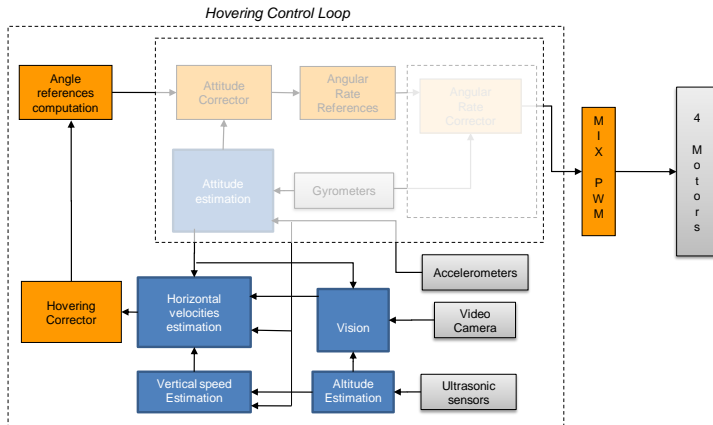 Hovering Control Loop
Angle
references
computation
Attitude
Corrector
Angular
Rate
References
Angular
Rate
Corrector
M
I
X
P
W
M
4
M
o
t
o
r
s
Attitude
estimation
Gyrometers
Accelerometers
Hovering
Corrector
Horizontal
velocities
estimation
Vision
Video
Camera
Vertical speed
Estimation
Altitude
Estimation
Ultrasonic
sensors